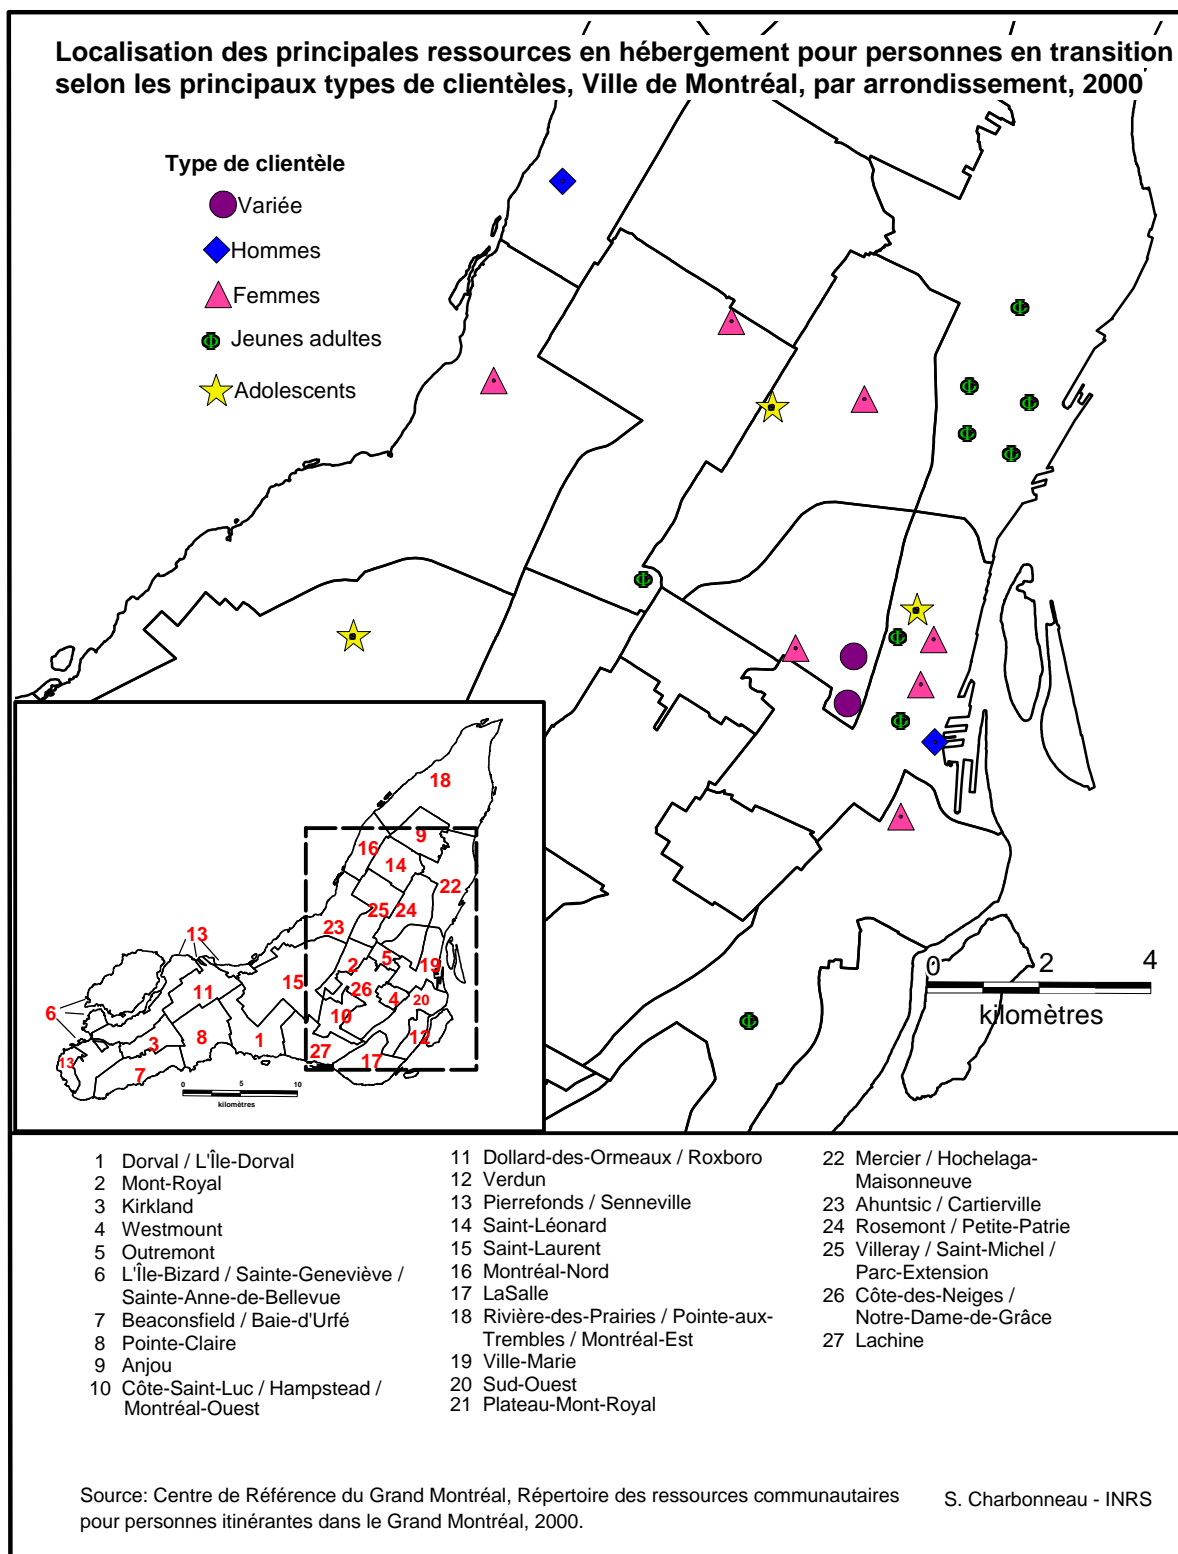 Localisation des principales ressources en hébergement pour personnes en transition
selon les principaux types de clientèles, Ville de Montréal, par arrondissement, 2000
Type de clientèle
Variée
Hommes
Femmes
Jeunes adultes
Adolescents
0 2 4
kilomètres
18
9
16
14
22
25 24
23
13
2 5 19
15
26
11
4 20
10
6
12
3 8 1
27
17
13
7
0 5 10
kilomètres
1 Dorval / L'Île-Dorval
2 Mont-Royal
3 Kirkland
4 Westmount
5 Outremont
6 L'Île-Bizard / Sainte-Geneviève /
Sainte-Anne-de-Bellevue
7 Beaconsfield / Baie-d'Urfé
8 Pointe-Claire
9 Anjou
10 Côte-Saint-Luc / Hampstead /
Montréal-Ouest
11 Dollard-des-Ormeaux / Roxboro
12 Verdun
13 Pierrefonds / Senneville
14 Saint-Léonard
15 Saint-Laurent
16 Montréal-Nord
17 LaSalle
18 Rivière-des-Prairies / Pointe-aux-
Trembles / Montréal-Est
19 Ville-Marie
20 Sud-Ouest
21 Plateau-Mont-Royal
22 Mercier / Hochelaga-
Maisonneuve
23 Ahuntsic / Cartierville
24 Rosemont / Petite-Patrie
25 Villeray / Saint-Michel /
Parc-Extension
26 Côte-des-Neiges /
Notre-Dame-de-Grâce
27 Lachine
Source: Centre de Référence du Grand Montréal, Répertoire des ressources communautaires
pour personnes itinérantes dans le Grand Montréal, 2000.
S. Charbonneau - INRS